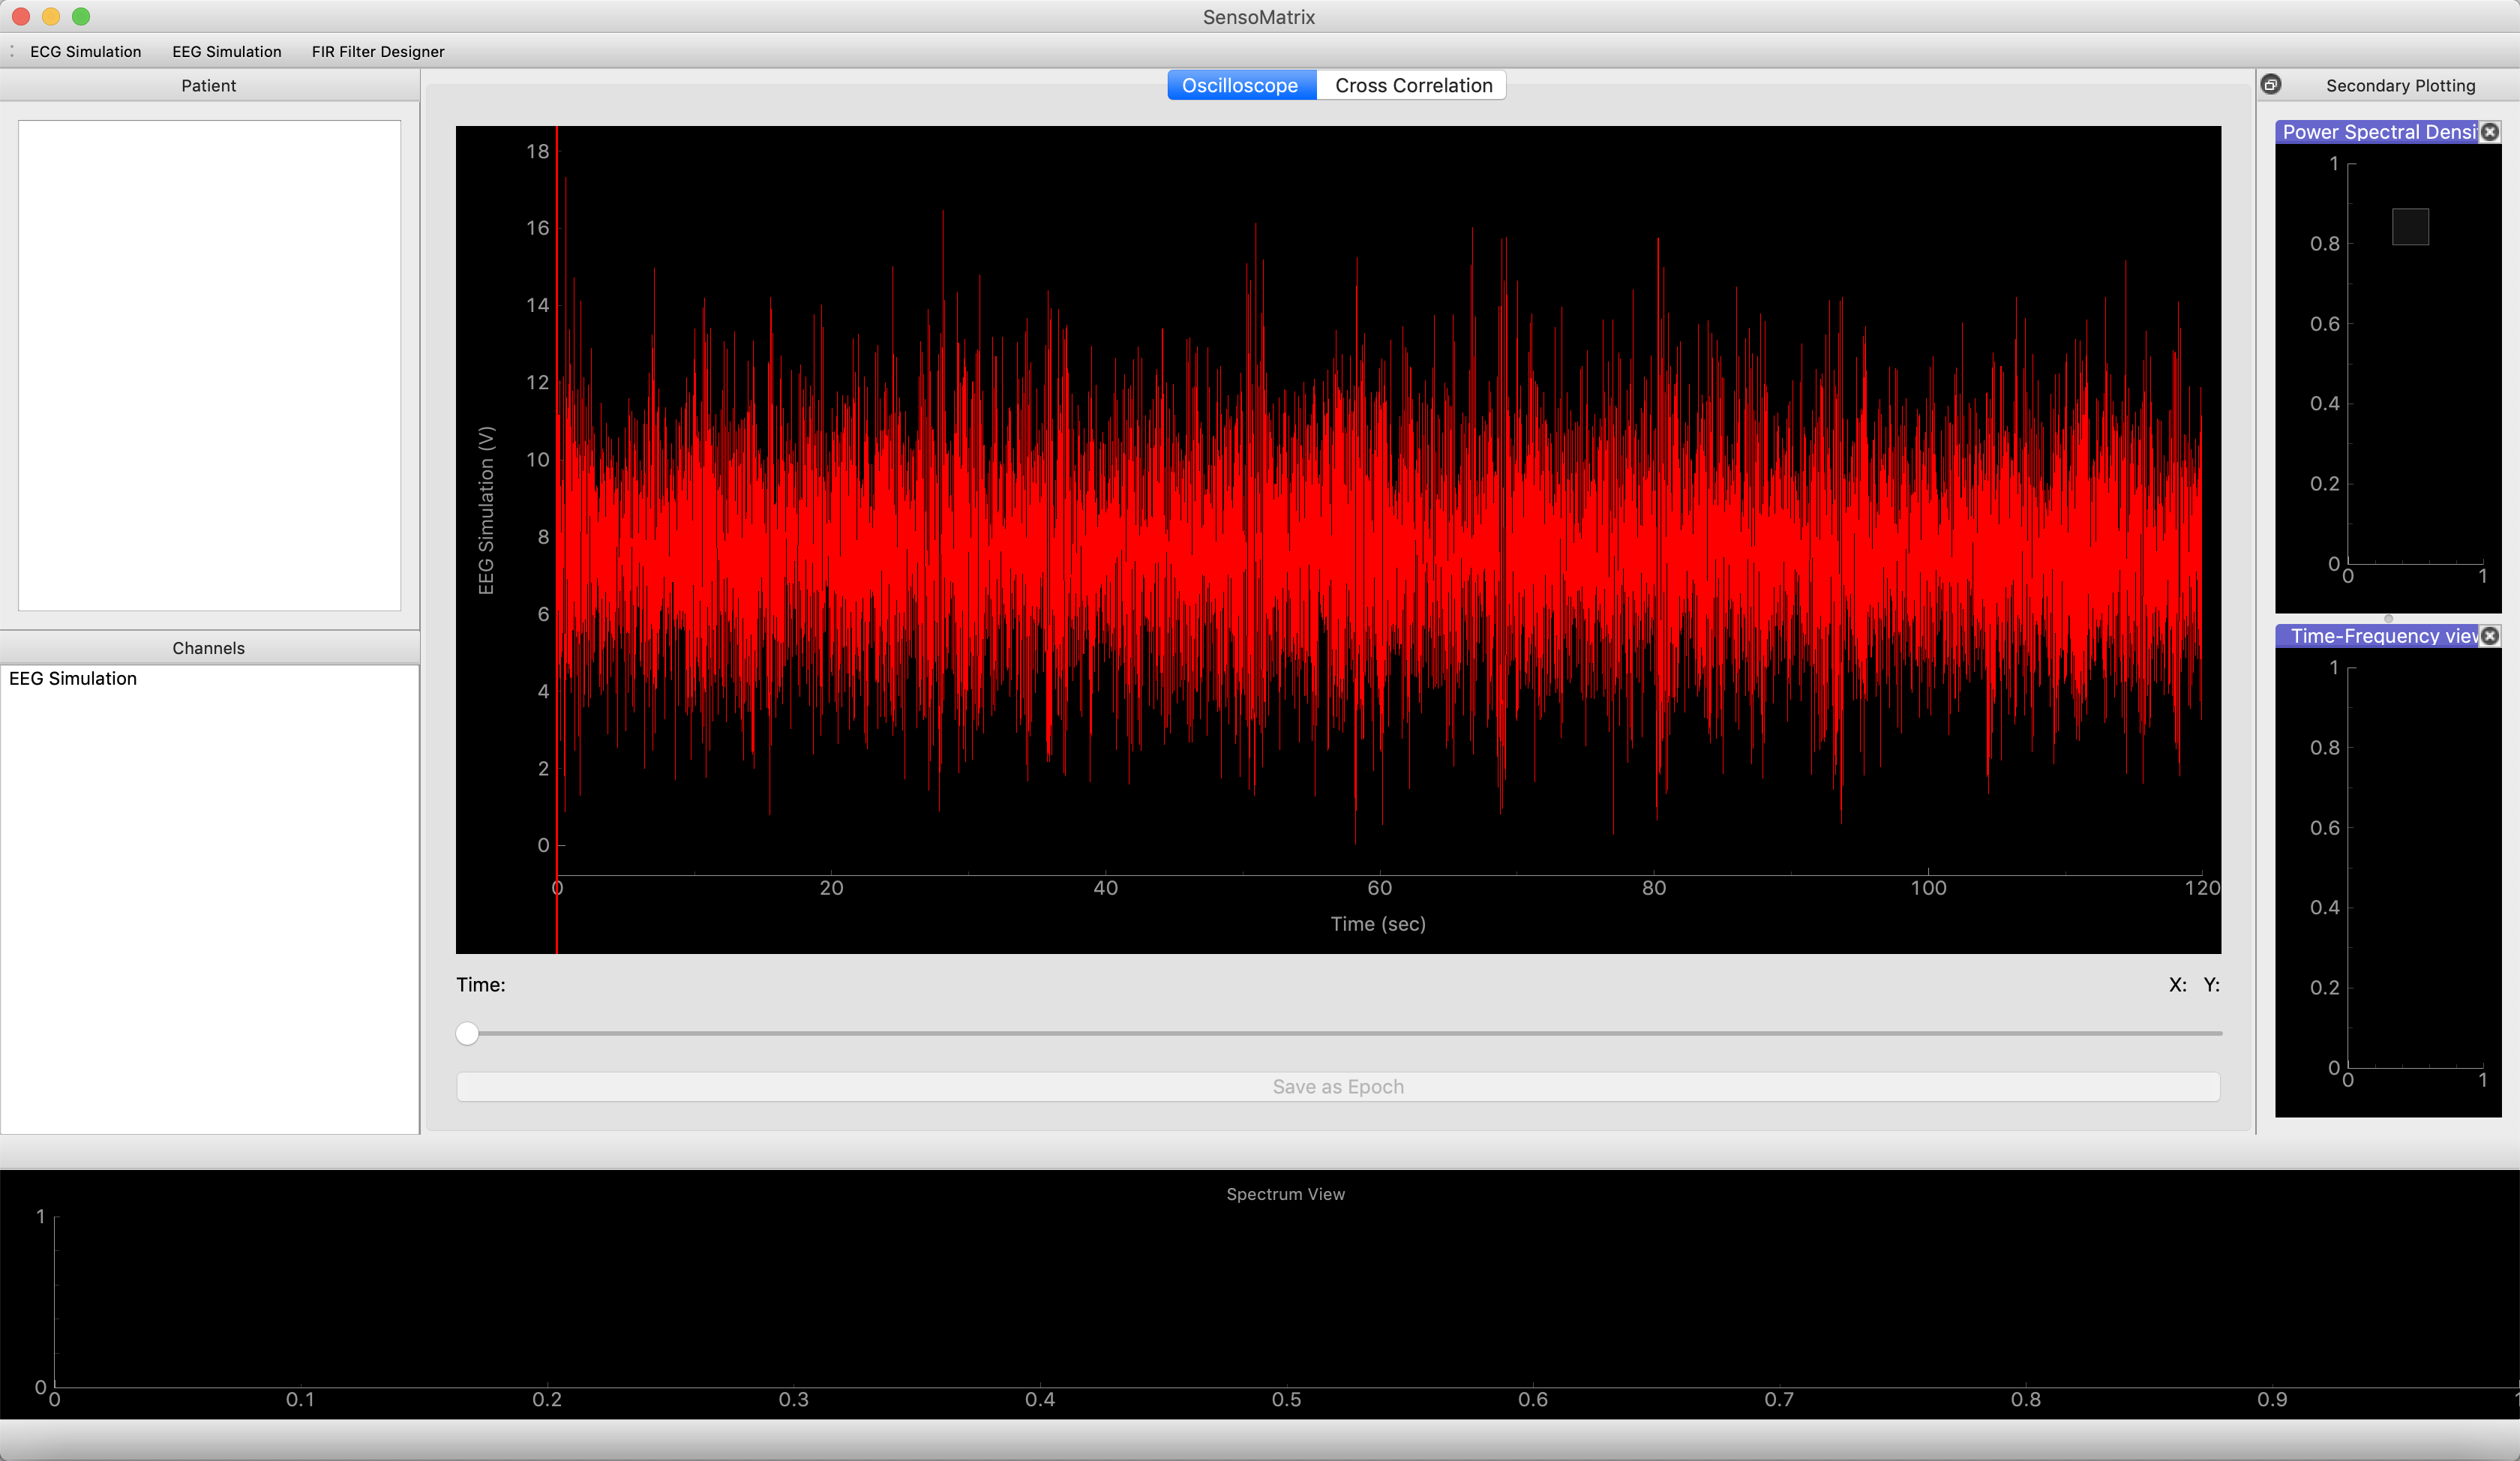 SensoMatrix
ECG Simulation EEG Simulation FIR Filter Designer
Patient
Channels
EEG Simulation
Oscilloscope Cross Correlation
18
16
14
12
10
8
6
4
2
0
EEG Simulation (V)
0 20 40 60 80 100 120
Time (sec)
Time: X: Y:
Save as Epoch
Secondary Plotting
Power Spectral Densi
1
0.8
0.6
0.4
0.2
0
0 1
Time-Frequency view
1
0.8
0.6
0.4
0.2
0
0 1
Spectrum View
1
0
0 0.1 0.2 0.3 0.4 0.5 0.6 0.7 0.8 0.9 1